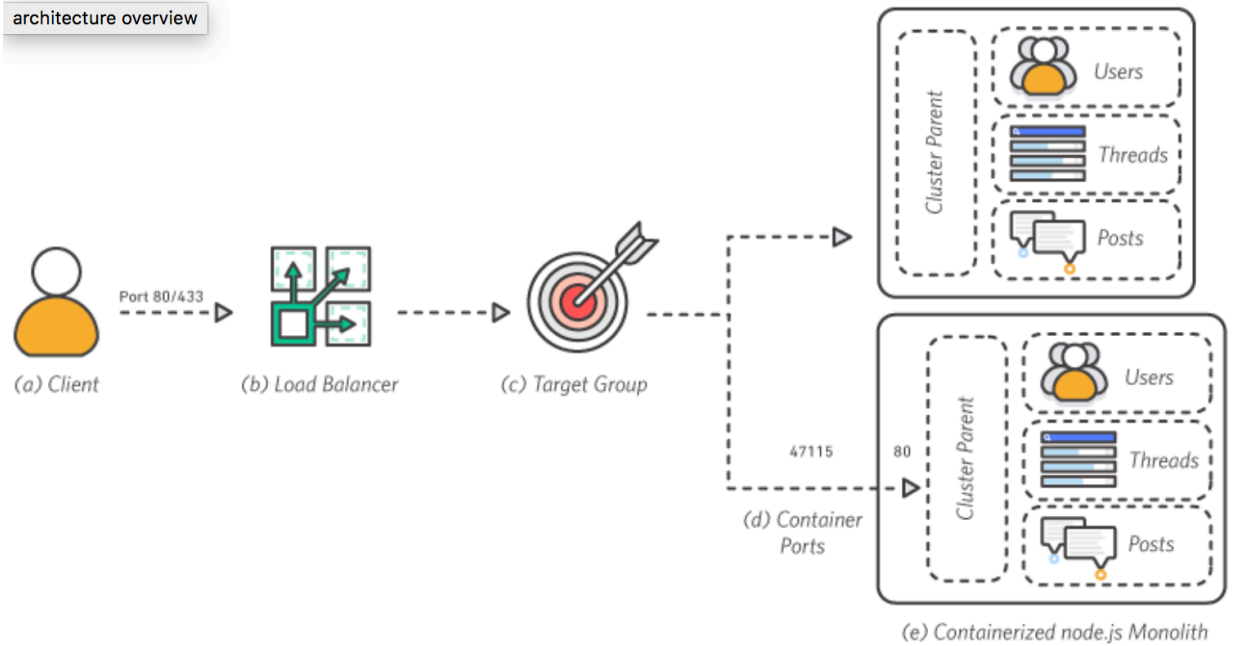 architecture overview
Users
Cluster Parent
Threads
Posts
Port 80/433
(a) Client
(b) Load Balancer
(c) Target Group
47115
80
(d) Container
Ports
Users
Cluster Parent
Threads
Posts
(e) Containerized node.js Monolith